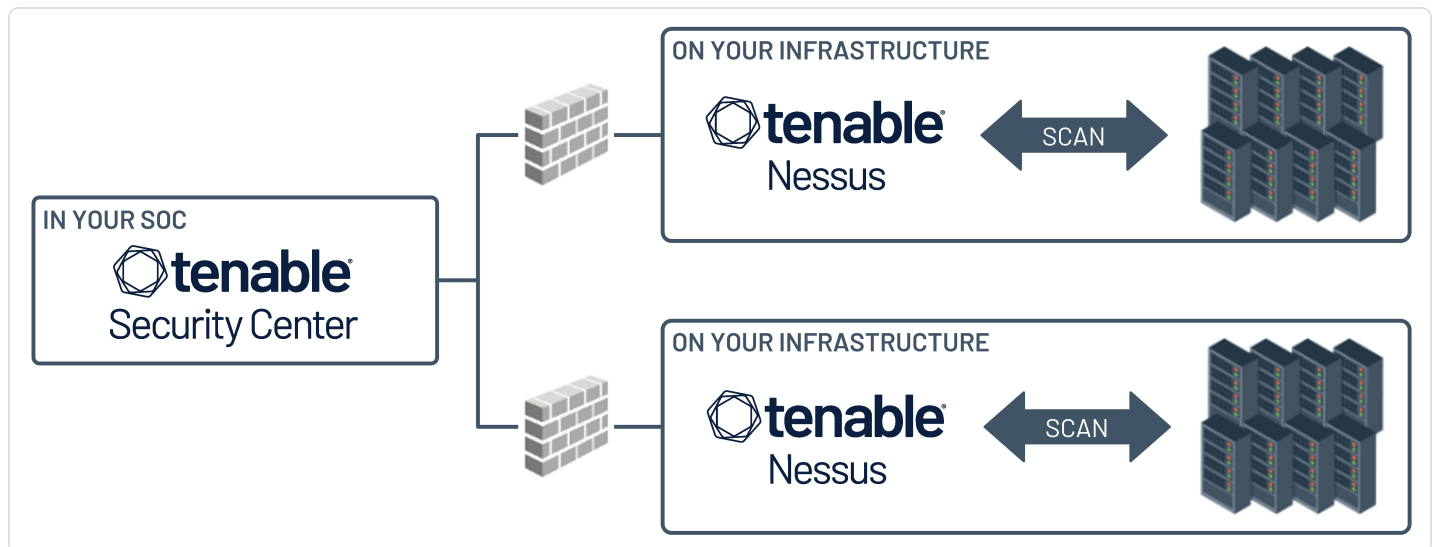 ON YOUR INFRASTRUCTURE
tenable®
Nessus
SCAN
IN YOUR SOC
tenable®
Security Center
ON YOUR INFRASTRUCTURE
tenable®
Nessus
SCAN